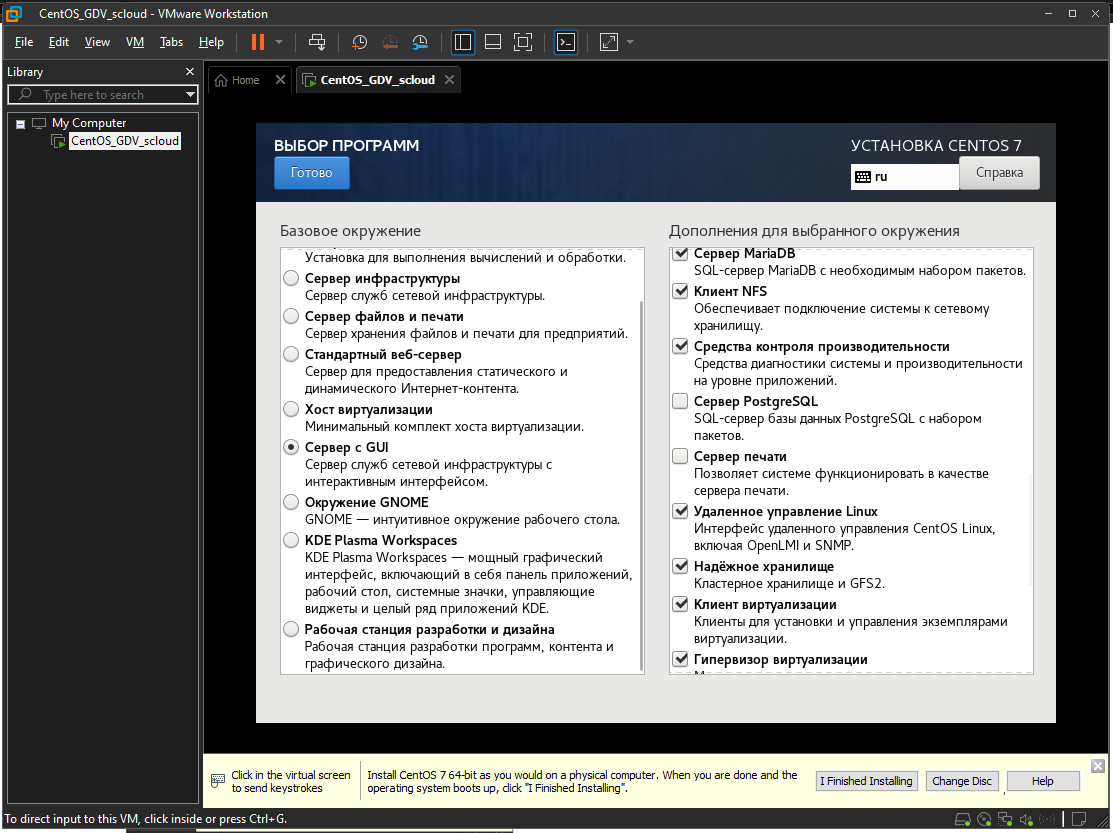 CentOS_GDV_scloud - VMware Workstation
File Edit View VM Tabs Help
Library
Type here to search
My Computer
CentOS_GDV_scloud
Home
CentOS_GDV_scloud
ВЫБОР ПРОГРАММ
Готово
УСТАНОВКА CENTOS 7
ru
Справка
Базовое окружение
Установка для выполнения вычислений и обработки.
Сервер инфраструктуры
Сервер служб сетевой инфраструктуры.
Сервер файлов и печати
Сервер хранения файлов и печати для предприятий.
Стандартный веб-сервер
Сервер для предоставления статического и
динамического Интернет-контента.
Хост виртуализации
Минимальный комплект хоста виртуализации.
Сервер с GUI
Сервер служб сетевой инфраструктуры с
интерактивным интерфейсом.
Окружение GNOME
GNOME — интуитивное окружение рабочего стола.
KDE Plasma Workspaces
KDE Plasma Workspaces — мощный графический
интерфейс, включающий в себя панель приложений,
рабочий стол, системные значки, управляющие
виджеты и целый ряд приложений KDE.
Рабочая станция разработки и дизайна
Рабочая станция разработки программ, контента и
графического дизайна.
Дополнения для выбранного окружения
Сервер MariaDB
SQL-сервер MariaDB с необходимым набором пакетов.
Клиент NFS
Обеспечивает подключение системы к сетевому
хранилищу.
Средства контроля производительности
Средства диагностики системы и производительности
на уровне приложений.
Сервер PostgreSQL
SQL-сервер базы данных PostgreSQL с набором
пакетов.
Сервер печати
Позволяет системе функционировать в качестве
сервера печати.
Удаленное управление Linux
Интерфейс удаленного управления CentOS Linux,
включая OpenLMI и SNMP.
Надёжное хранилище
Кластерное хранилище и GFS2.
Клиент виртуализации
Клиенты для установки и управления экземплярами
виртуализации.
Гипервизор виртуализации
Click in the virtual screen
to send keystrokes
Install CentOS 7 64-bit as you would on a physical computer. When you are done and the
operating system boots up, click "I Finished Installing".
I Finished Installing
Change Disc
Help
To direct input to this VM, click inside or press Ctrl+G.